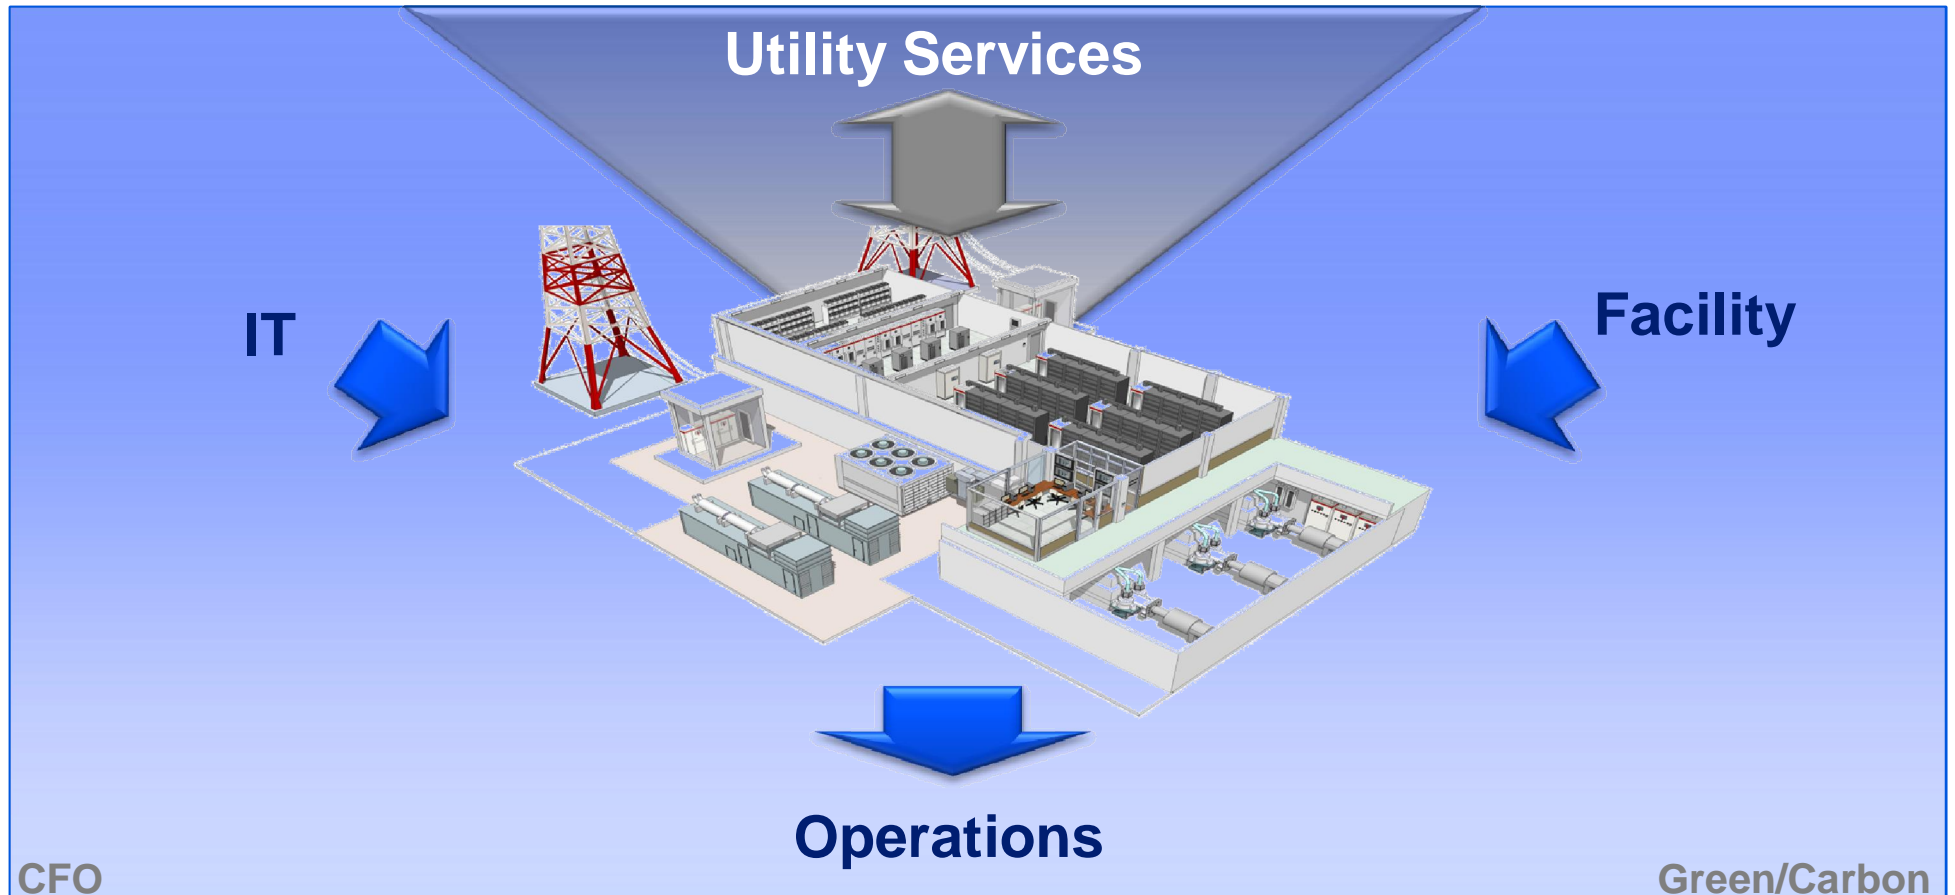 Utility Services
IT
Facility
Operations
CFO
Green/Carbon